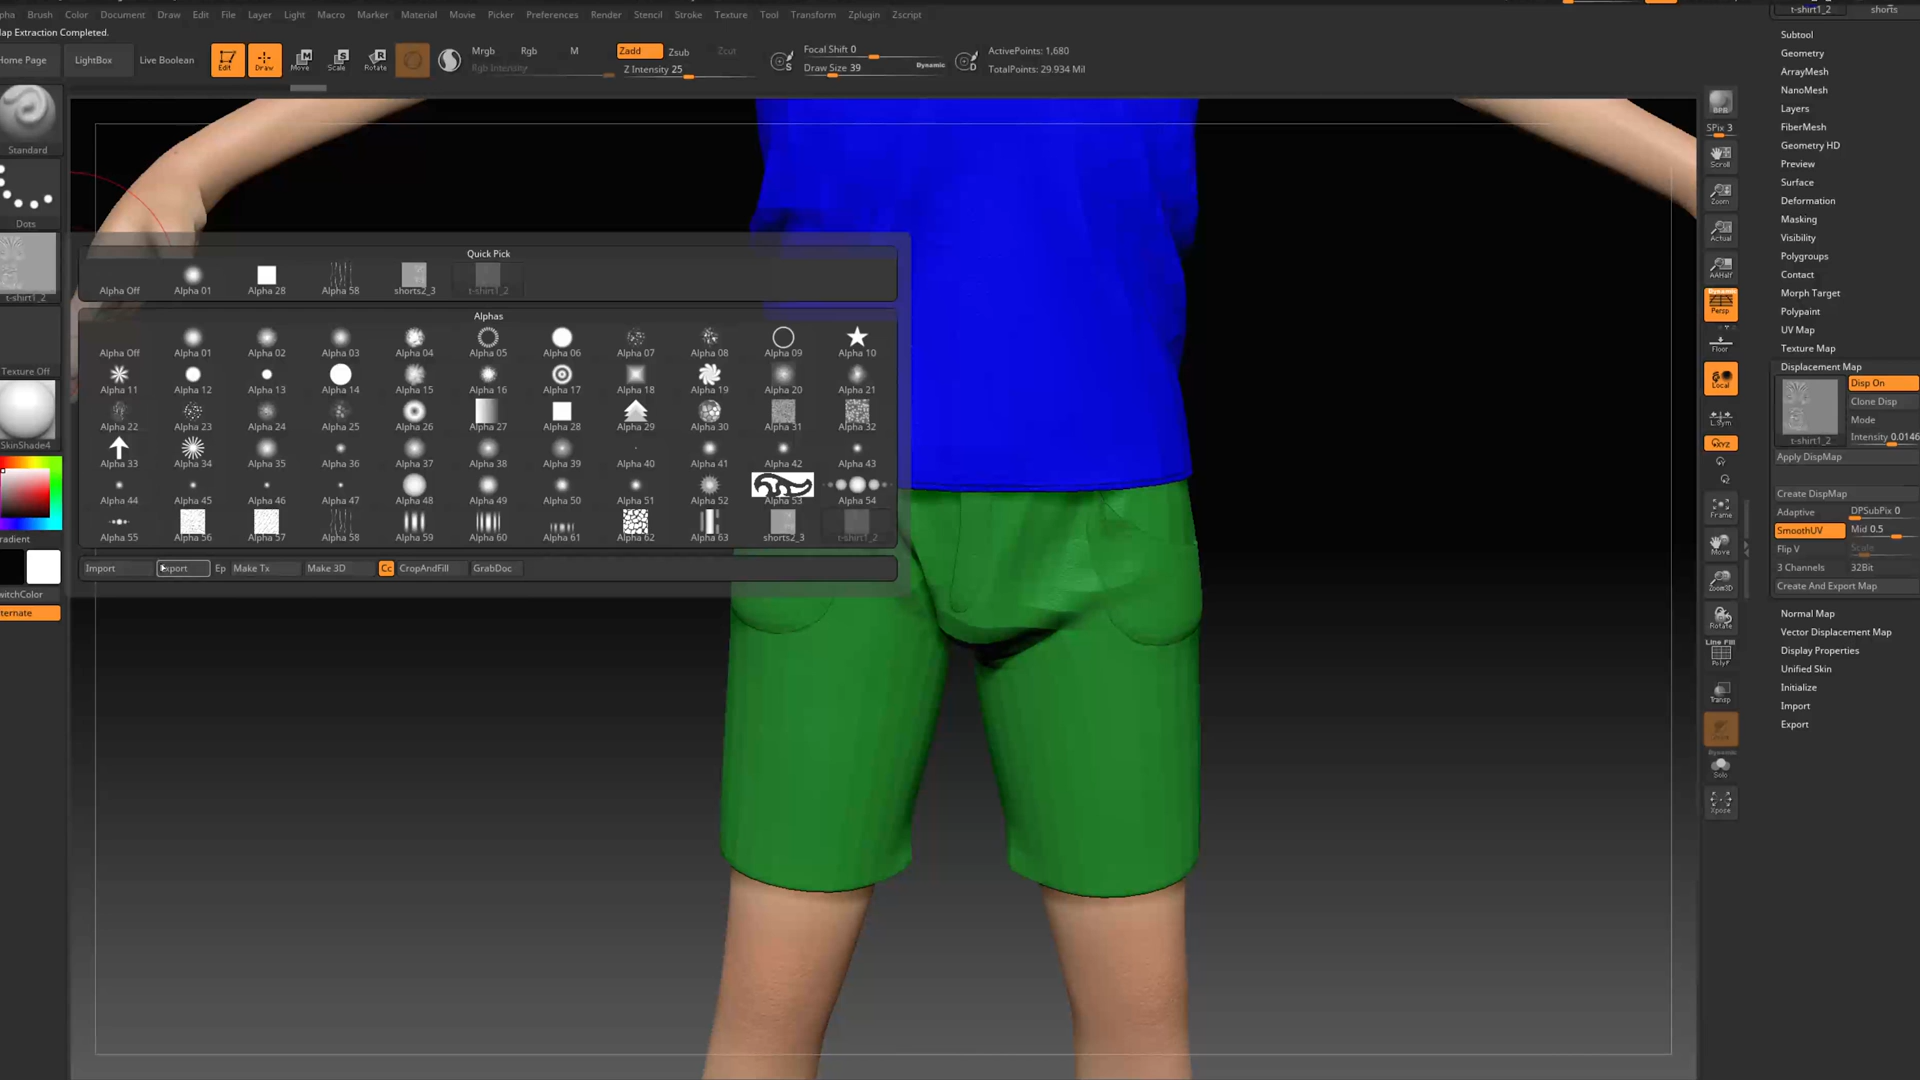 pha Brush Color Document Draw Edit File Layer Light Macro Marker Material Movie Picker Preferences Render Stencil Stroke Texture Tool Transform Zplugin Zscript
t-shirt1_2 shorts
ap Extraction Completed.
ome Page LightBox Live Boolean Edit Draw Move Scale Rotate
Mrgb Rgb M Zadd Zsub Zcut
Rgb Intensity Z Intensity 25
Focal Shift 0
Draw Size 39 Dynamic
ActivePoints: 1,680
TotalPoints: 29.934 Mil
Standard
Dots
t-shirt1_2
Texture Off
SkinShade4
radient
witchColor
ternate
Quick Pick
Alpha Off Alpha 01 Alpha 28 Alpha 58 shorts2_3 t-shirt1_2
Alphas
Alpha Off Alpha 01 Alpha 02 Alpha 03 Alpha 04 Alpha 05 Alpha 06 Alpha 07 Alpha 08 Alpha 09 Alpha 10
Alpha 11 Alpha 12 Alpha 13 Alpha 14 Alpha 15 Alpha 16 Alpha 17 Alpha 18 Alpha 19 Alpha 20 Alpha 21
Alpha 22 Alpha 23 Alpha 24 Alpha 25 Alpha 26 Alpha 27 Alpha 28 Alpha 29 Alpha 30 Alpha 31 Alpha 32
Alpha 33 Alpha 34 Alpha 35 Alpha 36 Alpha 37 Alpha 38 Alpha 39 Alpha 40 Alpha 41 Alpha 42 Alpha 43
Alpha 44 Alpha 45 Alpha 46 Alpha 47 Alpha 48 Alpha 49 Alpha 50 Alpha 51 Alpha 52 Alpha 53 Alpha 54
Alpha 55 Alpha 56 Alpha 57 Alpha 58 Alpha 59 Alpha 60 Alpha 61 Alpha 62 Alpha 63 shorts2_3 t-shirt1_2
Import Export Ep Make Tx Make 3D Cc CropAndFill GrabDoc
BPR
SPix 3
Scroll
Zoom
Actual
AAHalf
Dynamic
Persp
Floor
Local
L.Sym
Frame
Move
Zoom3D
Rotate
Line Fill
PolyF
Transp
Dynamic
Solo
Xpose
Subtool
Geometry
ArrayMesh
NanoMesh
Layers
FiberMesh
Geometry HD
Preview
Surface
Deformation
Masking
Visibility
Polygroups
Contact
Morph Target
Polypaint
UV Map
Texture Map
Displacement Map
Disp On
Clone Disp
Mode
t-shirt1_2 Intensity 0.0146
Apply DispMap
Create DispMap
Adaptive DPSubPix 0
SmoothUV Mid 0.5
Flip V Scale
3 Channels 32Bit
Create And Export Map
Normal Map
Vector Displacement Map
Display Properties
Unified Skin
Initialize
Import
Export